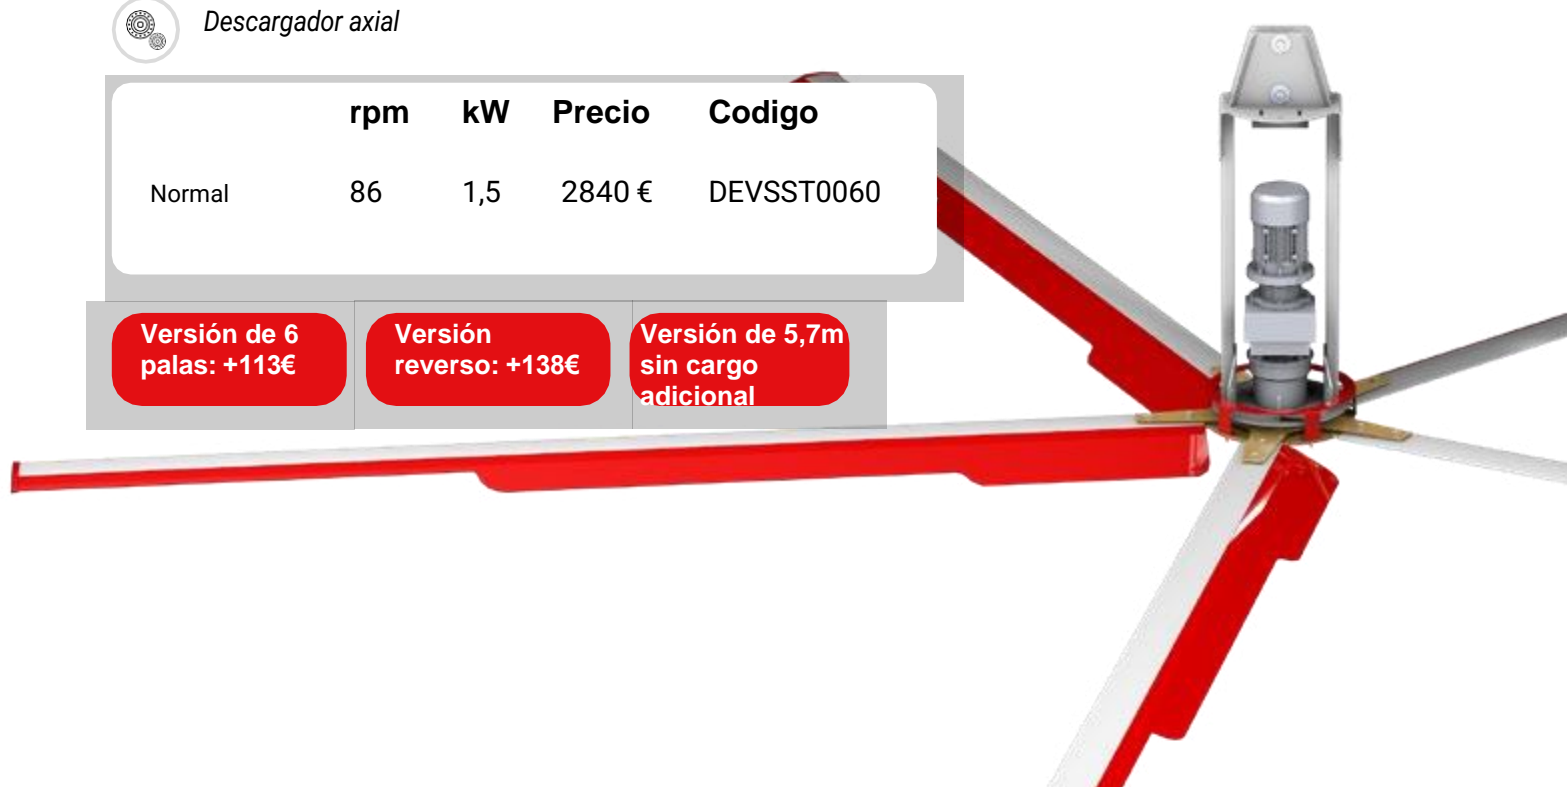 Descargador axial
rpm kW Precio Codigo
Normal 86 1,5 2840 € DEVSST0060
Versión de 6
palas: +113€
Versión
reverso: +138€
Versión de 5,7m
sin cargo
adicional